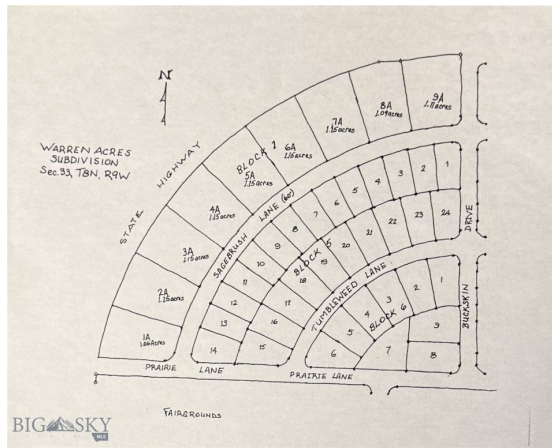 N
WARREN ACRES
SUBDIVISION
Sec. 33, T8N, R9W
STATE HIGHWAY
BLOCK 1
1A
1.06 Acres
2A
1.15 acres
3A
1.15 acres
4A
1.15 acres
5A
1.15 acres
6A
1.16 acres
7A
1.15 acres
8A
1.09 acres
9A
1.17 acres
SAGEBRUSH LANE (60')
BLOCK 5
1
2
3
4
5
6
7
8
9
10
11
12
13
14
15
16
17
18
19
20
21
22
23
24
TUMBLEWEED LANE
BLOCK 6
1
2
3
4
5
6
7
8
9
BUCKSKIN DRIVE
PRAIRIE LANE
PRAIRIE LANE
FAIRGROUNDS
BIG SKY
MLS